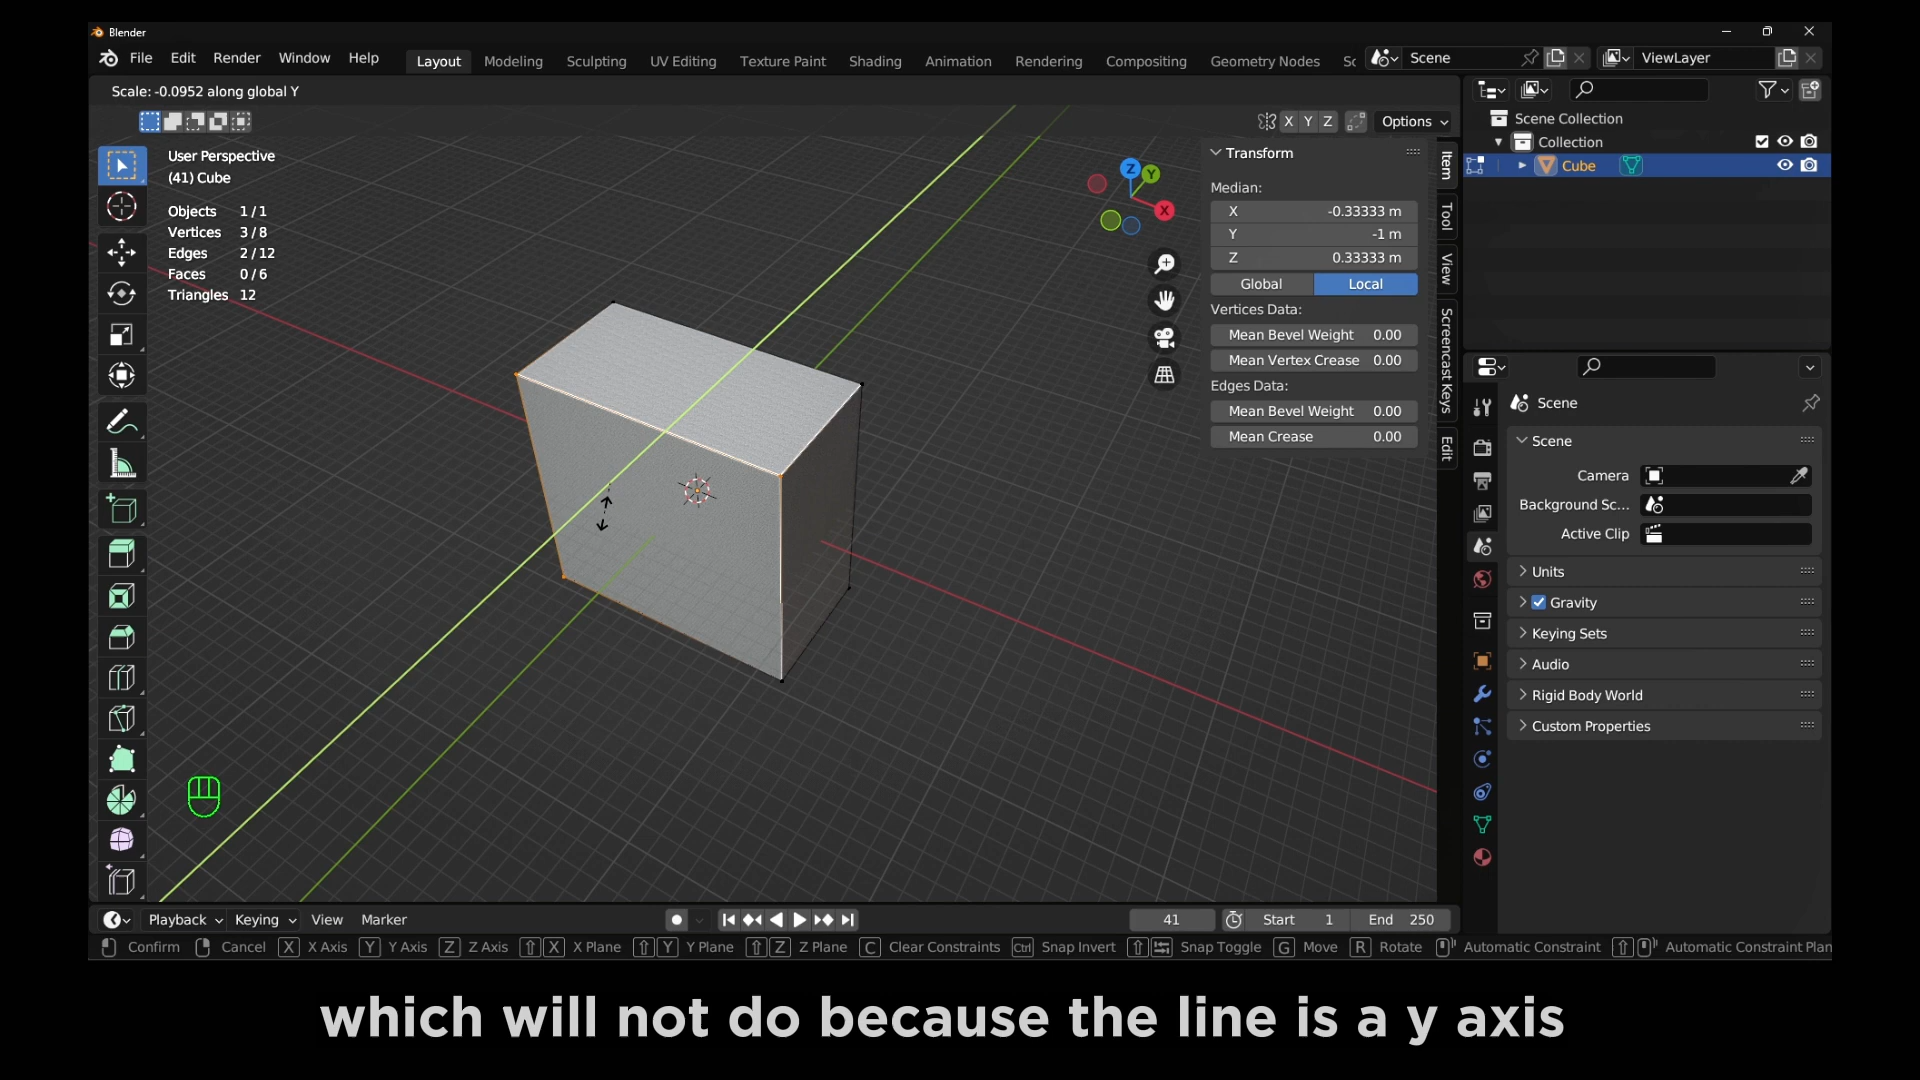 Blender
File Edit Render Window Help Layout Modeling Sculpting UV Editing Texture Paint Shading Animation Rendering Compositing Geometry Nodes Sc Scene ViewLayer
Scale: -0.0952 along global Y
X Y Z Options
User Perspective
(41) Cube
Objects 1/1
Vertices 3/8
Edges 2/12
Faces 0/6
Triangles 12
Z Y X
Transform
Median:
X -0.33333 m
Y -1 m
Z 0.33333 m
Global Local
Vertices Data:
Mean Bevel Weight 0.00
Mean Vertex Crease 0.00
Edges Data:
Mean Bevel Weight 0.00
Mean Crease 0.00
Item
Tool
View
Screencast Keys
Edit
Scene Collection
Collection
Cube
Scene
Scene
Camera
Background Sc...
Active Clip
Units
Gravity
Keying Sets
Audio
Rigid Body World
Custom Properties
Playback Keying View Marker 41 Start 1 End 250
Confirm Cancel X X Axis Y Y Axis Z Z Axis X X Plane Y Y Plane Z Z Plane C Clear Constraints Ctrl Snap Invert Snap Toggle G Move R Rotate Automatic Constraint Automatic Constraint Plan
which will not do because the line is a y axis